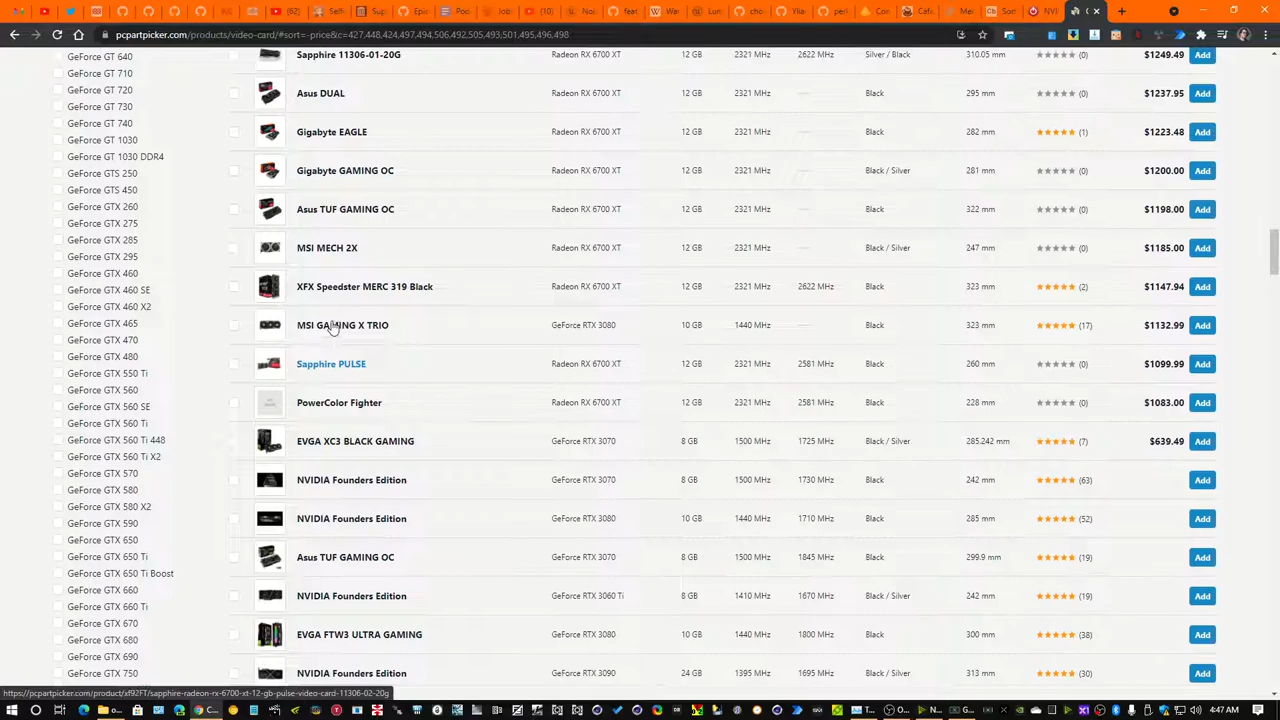 (62)
Self
Epic
Job
(10)
War
Cafe
NVI
pcpartpicker.com/products/video-card/#sort=-price&c=427,448,424,497,494,506,492,505,493,501,495,496,498
GeForce GT 640
Sapphire 11306-01-20G Radeon RX 6700 XT 12 GB 2321 MHz 2622 MHz Silver / Black (0) Add
GeForce GT 710
GeForce GT 720
Asus DUAL Radeon RX 6700 XT 12 GB 2321 MHz Black 295 mm (0) $1237.95 Add
GeForce GT 730
GeForce GT 740
Gigabyte EAGLE Radeon RX 6700 XT 12 GB 2321 MHz Black 282 mm (1) $1223.48 Add
GeForce GT 1030
GeForce GT 1030 DDR4
GeForce GTS 250
Gigabyte GAMING OC Radeon RX 6700 XT 12 GB 2321 MHz Black / Silver 281 mm (0) $1200.00 Add
GeForce GTS 450
GeForce GTX 260
Asus TUF GAMING OC Radeon RX 6700 XT 12 GB 2321 MHz Black 323 mm (0) $1198.00 Add
GeForce GTX 275
GeForce GTX 285
MSI MECH 2X Radeon RX 6700 XT 12 GB 2321 MHz Black / Silver 247 mm (0) $1185.00 Add
GeForce GTX 295
GeForce GTX 460
XFX Speedster MERC 319 Black Radeon RX 6700 XT 12 GB 2321 MHz 2622 MHz Black 323 mm (2) $1147.94 Add
GeForce GTX 460 SE
GeForce GTX 460 X2
GeForce GTX 465
MSI GAMING X TRIO GeForce RTX 3080 10 GB 1440 MHz Black 323 mm (17) $1132.99 Add
GeForce GTX 470
GeForce GTX 480
Sapphire PULSE Radeon RX 6700 XT 12 GB 2321 MHz 2581 MHz Black 260 mm (0) $1099.99 Add
GeForce GTX 550 Ti
GeForce GTX 560
PowerColor Fighter Radeon RX 6700 XT 12 GB 2321 MHz 2581 MHz Black mm (0) $1083.00 Add
GeForce GTX 560 SE
GeForce GTX 560 Ti
GeForce GTX 560 Ti 448
EVGA XC3 BLACK GAMING GeForce RTX 3070 8 GB 1500 MHz 1725 MHz Black / Silver mm (7) Add
GeForce GTX 560 Ti X2
GeForce GTX 570
NVIDIA Founders Edition GeForce RTX 3070 8 GB 1500 MHz 1730 MHz Black 242 mm (63) Add
GeForce GTX 580
GeForce GTX 580 X2
NVIDIA Founders Edition GeForce RTX 3080 10 GB 1440 MHz 1710 MHz Black 285 mm (52) Add
GeForce GTX 590
GeForce GTX 650
GeForce GTX 650 Ti
Asus TUF GAMING OC GeForce RTX 3070 8 GB 1500 MHz 1845 MHz Black mm (19) Add
GeForce GTX 650 Ti Boost
GeForce GTX 660
NVIDIA Founders Edition GeForce RTX 3060 Ti 8 GB 1410 MHz 1670 MHz Black / Silver 242 mm (19) Add
GeForce GTX 660 Ti
GeForce GTX 670
EVGA FTW3 ULTRA GAMING GeForce RTX 3080 10 GB 1440 MHz 1800 MHz Black 300 mm (38) Add
GeForce GTX 680
GeForce GTX 690
GeForce GTX 750
NVIDIA Founders Edition GeForce RTX 3090 24 GB 1395 MHz 1695 MHz Black 313 mm (30) Add
https://pcpartpicker.com/product/xf92FT/sapphire-radeon-rx-6700-xt-12-gb-pulse-video-card-11306-02-20g
4:47 AM